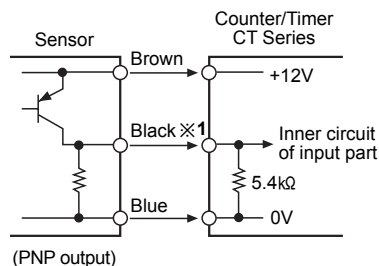 Counter/Timer
CT Series
Sensor
Brown
+12V
Black ※1
Inner circuit
of input part
5.4kΩ
Blue
0V
(PNP output)